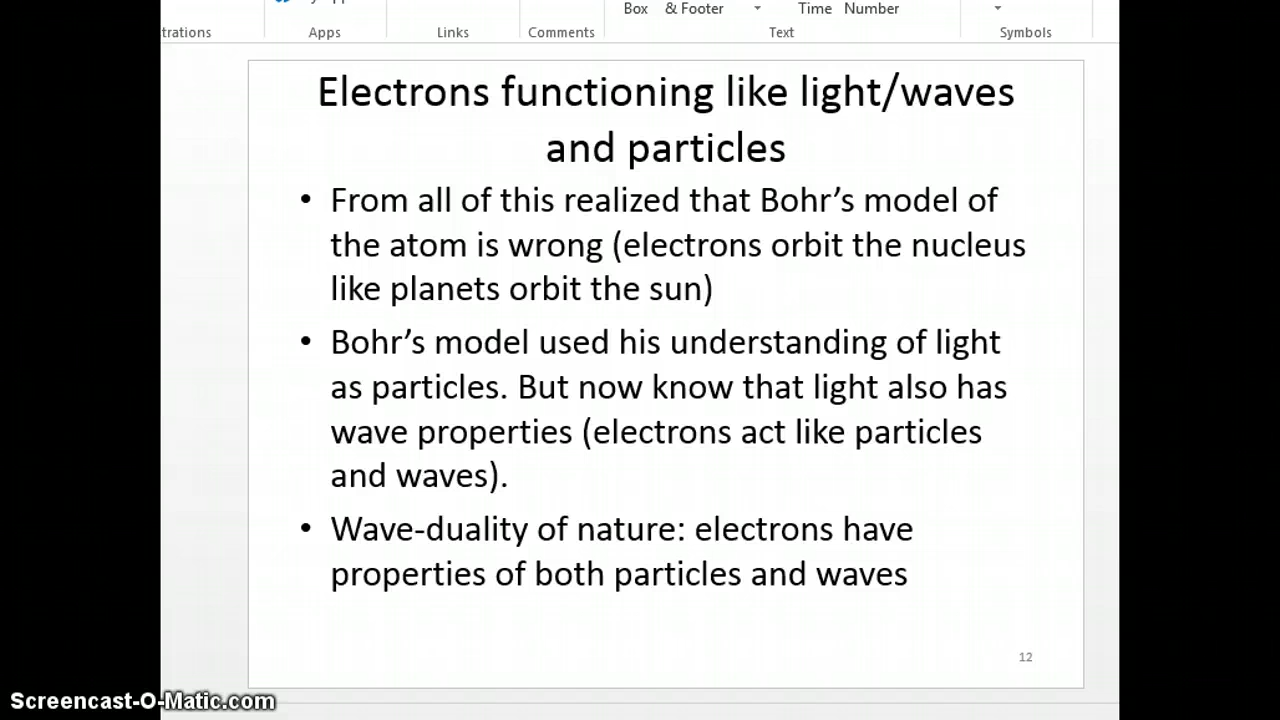 Box & Footer Time Number
trations Apps Links Comments Text Symbols
Electrons functioning like light/waves
and particles
• From all of this realized that Bohr’s model of
the atom is wrong (electrons orbit the nucleus
like planets orbit the sun)
• Bohr’s model used his understanding of light
as particles. But now know that light also has
wave properties (electrons act like particles
and waves).
• Wave-duality of nature: electrons have
properties of both particles and waves
12
Screencast-O-Matic.com